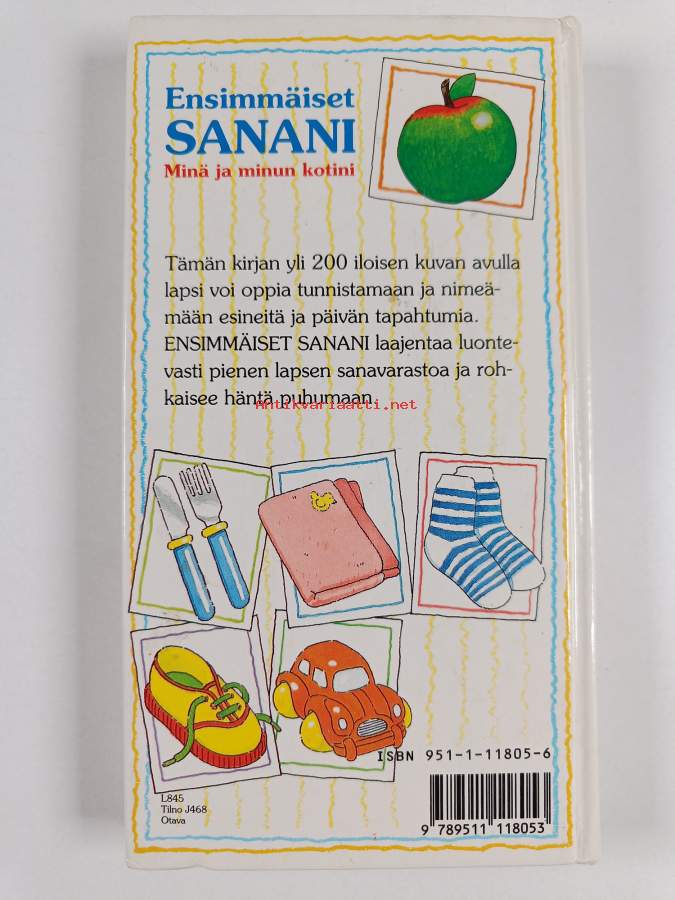 Ensimmäiset
SANANI
Minä ja minun kotini
Tämän kirjan yli 200 iloisen kuvan avulla
lapsi voi oppia tunnistamaan ja nimeä-
mään esineitä ja päivän tapahtumia.
ENSIMMÄISET SANANI laajentaa luonte-
vasti pienen lapsen sanavarastoa ja roh-
kaisee häntä puhumaan.
Antikvariaatti.net
ISBN 951-1-11805-6
L845
Tilno J468
Otava
9 789511 118053